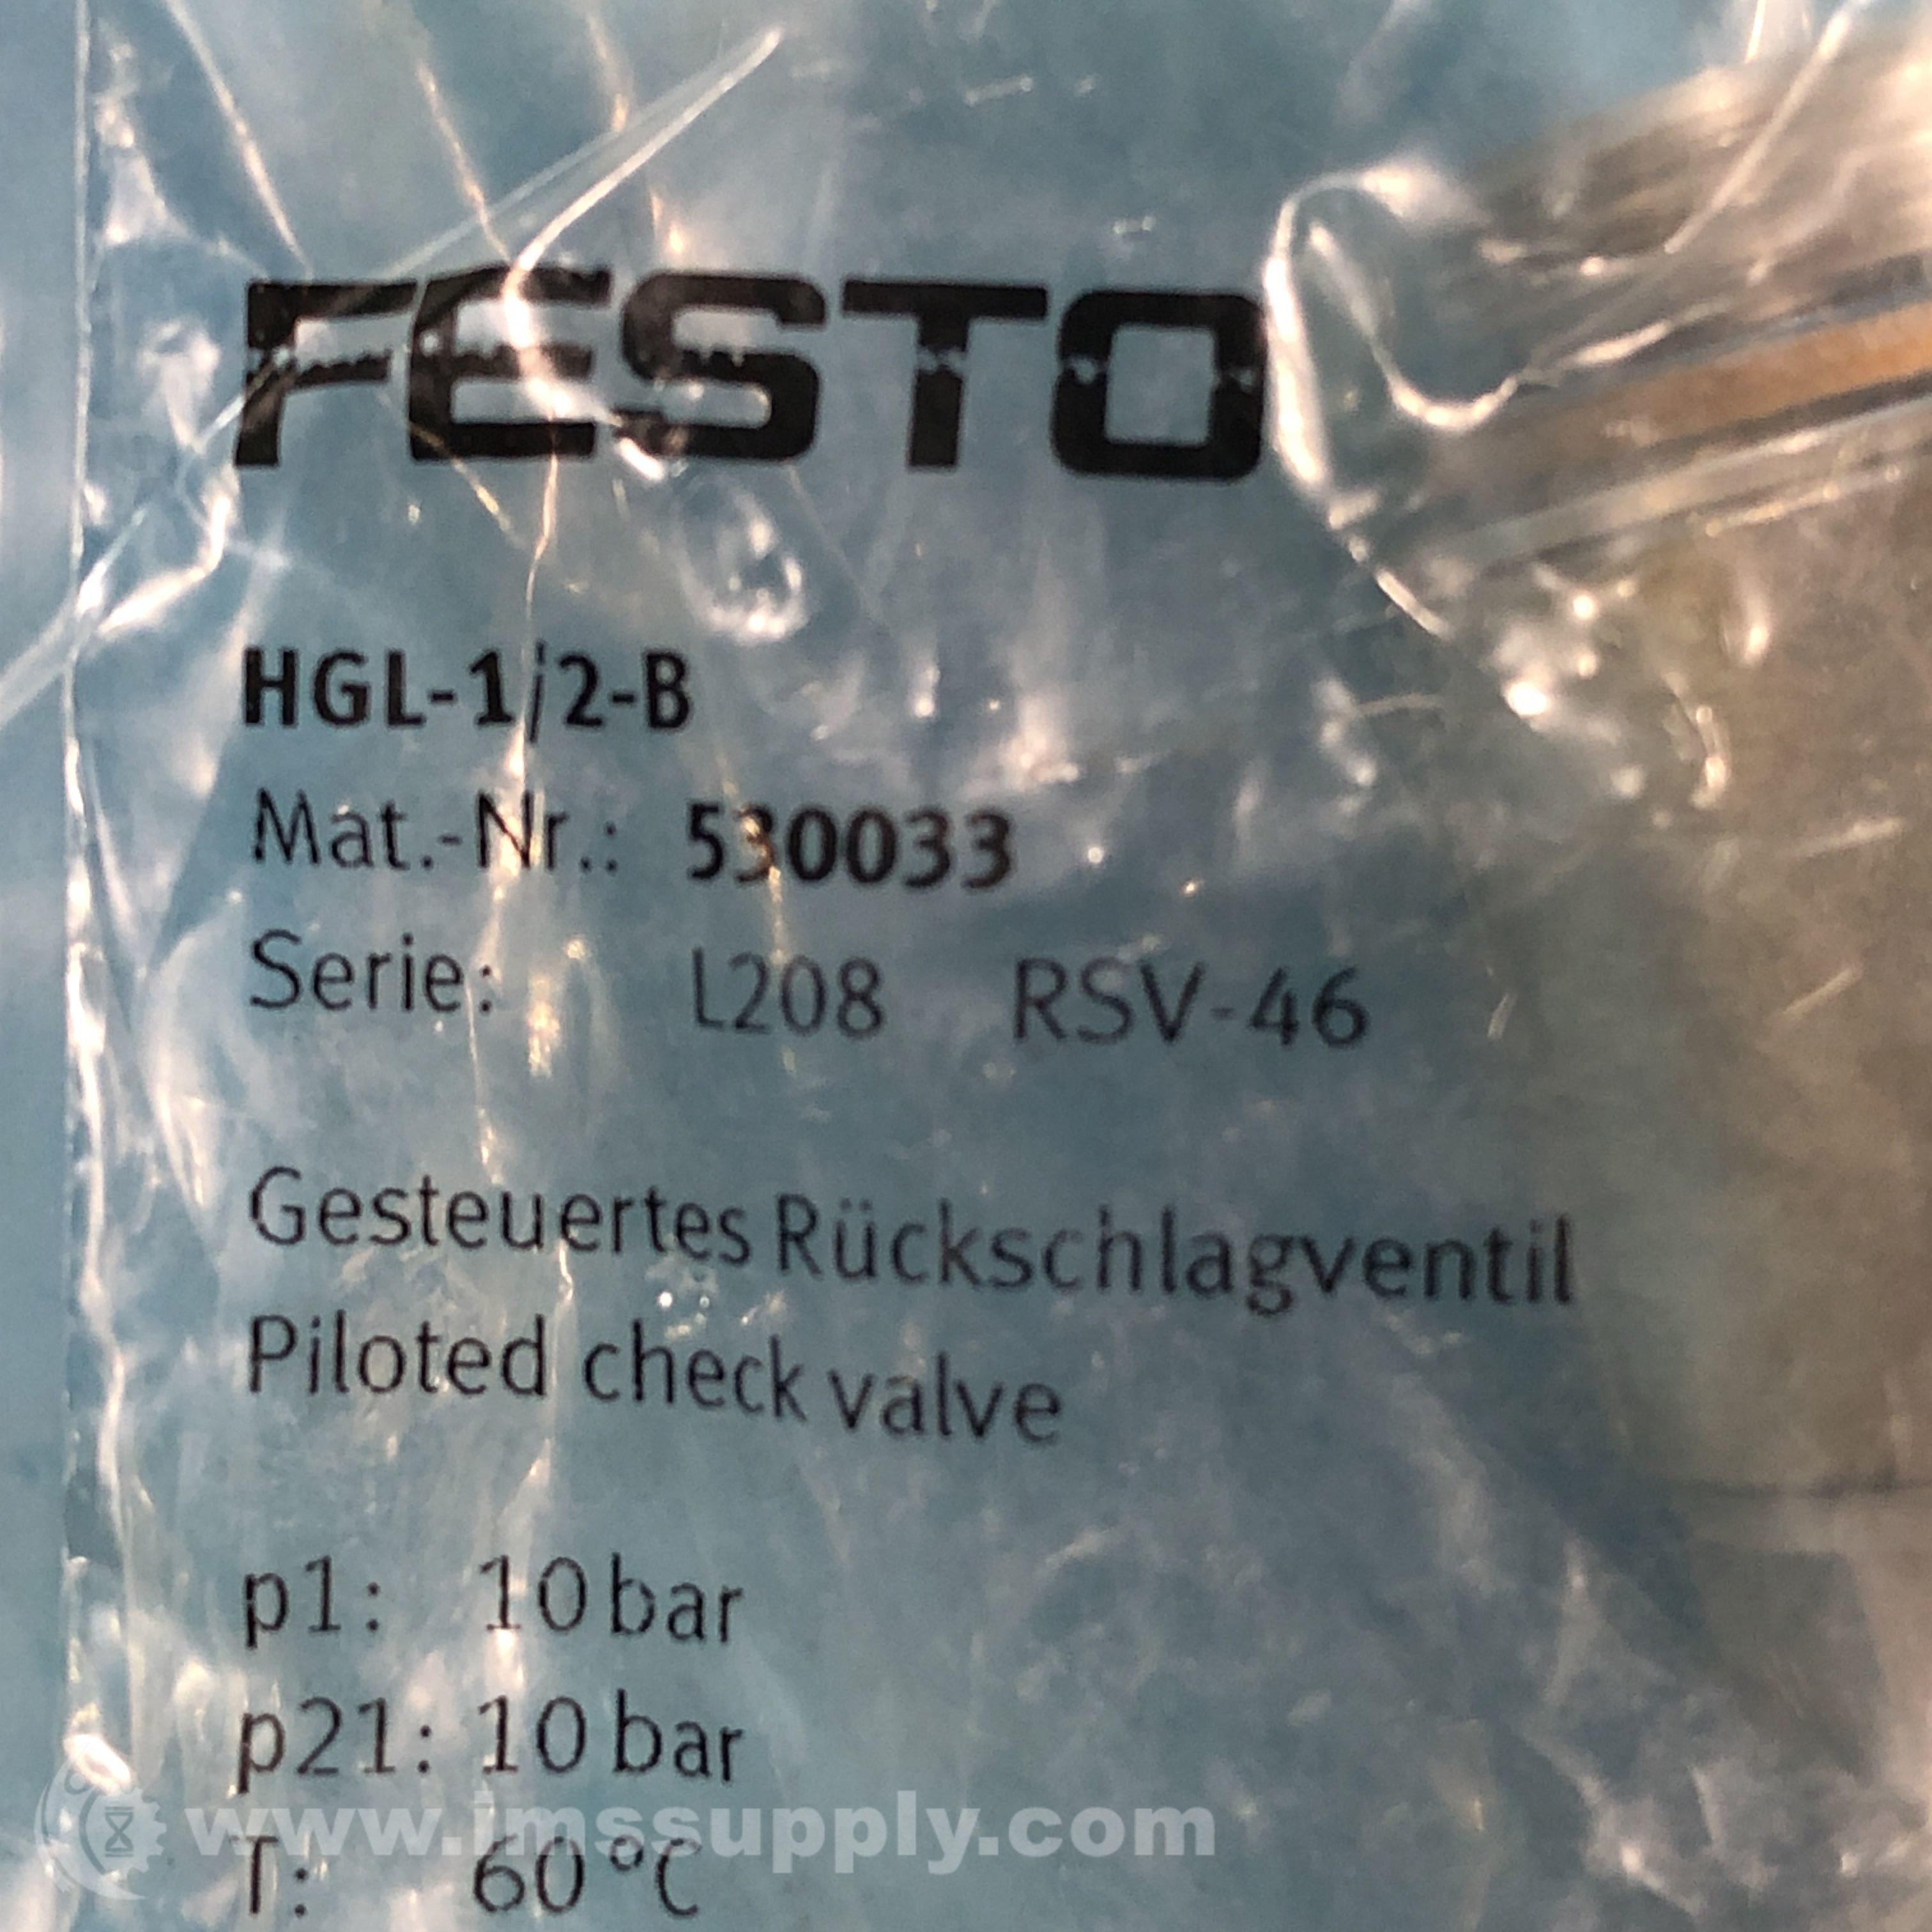 FESTO
HGL-1/2-B
Mat.-Nr.: 530033
Serie: L208 RSV-46
Gesteuertes Rückschlagventil
Piloted check valve
p1: 10 bar
p21: 10 bar
www.imssupply.com
T: 60 °C